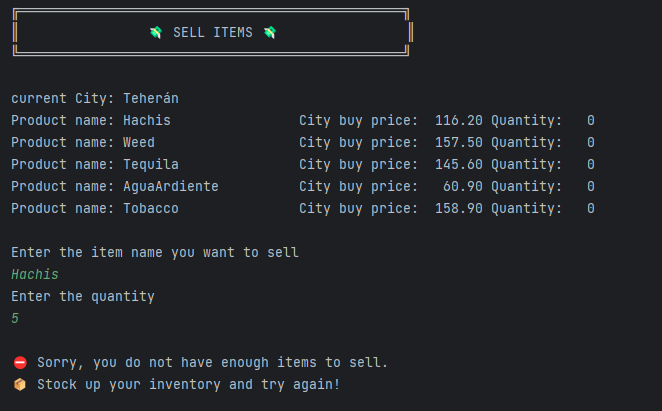 💸 SELL ITEMS 💸
current City: Teherán
Product name: Hachis City buy price: 116.20 Quantity: 0
Product name: Weed City buy price: 157.50 Quantity: 0
Product name: Tequila City buy price: 145.60 Quantity: 0
Product name: AguaArdiente City buy price: 60.90 Quantity: 0
Product name: Tobacco City buy price: 158.90 Quantity: 0
Enter the item name you want to sell
Hachis
Enter the quantity
5
⛔ Sorry, you do not have enough items to sell.
📦 Stock up your inventory and try again!